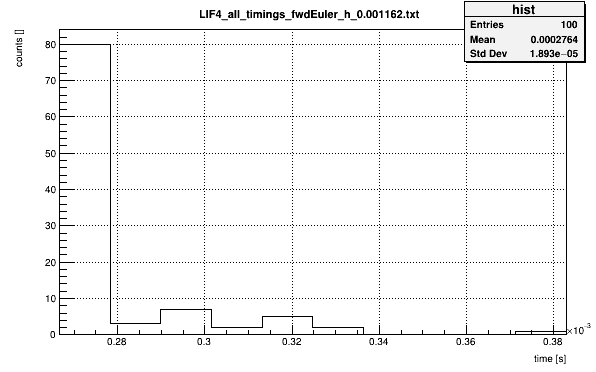 LIF4_all_timings_fwdEuler_h_0.001162.txt
hist
Entries 100
Mean 0.0002764
Std Dev 1.893e−05
counts []
80
70
60
50
40
30
20
10
0
0.28 0.3 0.32 0.34 0.36 0.38
×10⁻³
time [s]